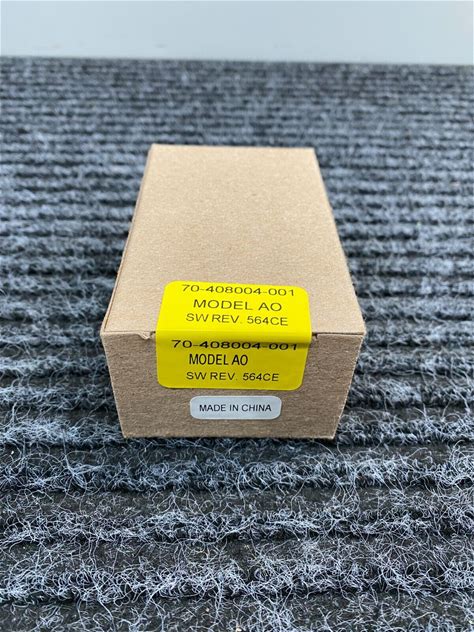 70-408004-001
MODEL AO
SW REV. 564CE
70-408004-001
MODEL AO
SW REV. 564CE
MADE IN CHINA